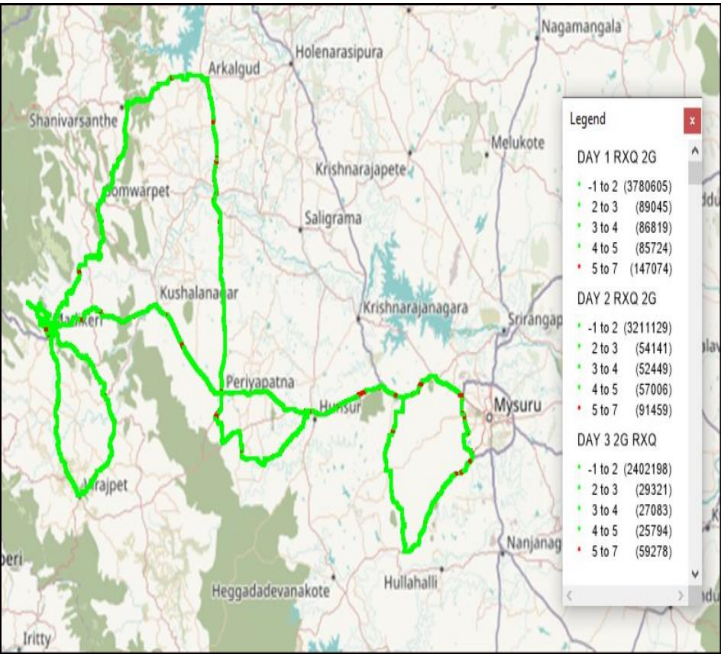 Nagamangala
Holenarasipura
Arkalgud
Shanivarsanthe
Melukote
Krishnarajapete
omwarpet
Saligrama
Kushalanagar
Krishnarajanagara
Srirangap
Periyapatna
Hunsur
Mysuru
Virajpet
Nanjanag
Heggadadevanakote
Hullahalli
Iritty
Legend
x
DAY 1 RXQ 2G
-1 to 2 (3780605)
2 to 3 (89045)
3 to 4 (86819)
4 to 5 (85724)
5 to 7 (147074)
DAY 2 RXQ 2G
-1 to 2 (3211129)
2 to 3 (54141)
3 to 4 (52449)
4 to 5 (57006)
5 to 7 (91459)
DAY 3 2G RXQ
-1 to 2 (2402198)
2 to 3 (29321)
3 to 4 (27083)
4 to 5 (25794)
5 to 7 (59278)